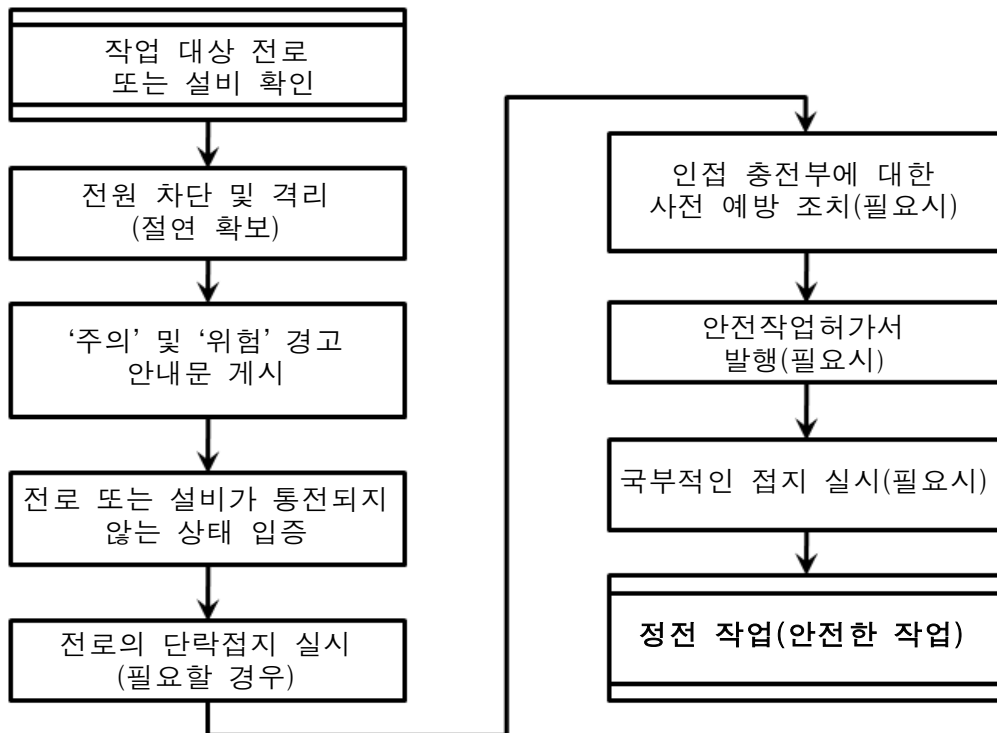 작업 대상 전로
또는 설비 확인
전원 차단 및 격리
(절연 확보)
‘주의’ 및 ‘위험’ 경고
안내문 게시
전로 또는 설비가 통전되지
않는 상태 입증
전로의 단락접지 실시
(필요할 경우)
인접 충전부에 대한
사전 예방 조치(필요시)
안전작업허가서
발행(필요시)
국부적인 접지 실시(필요시)
정전 작업(안전한 작업)